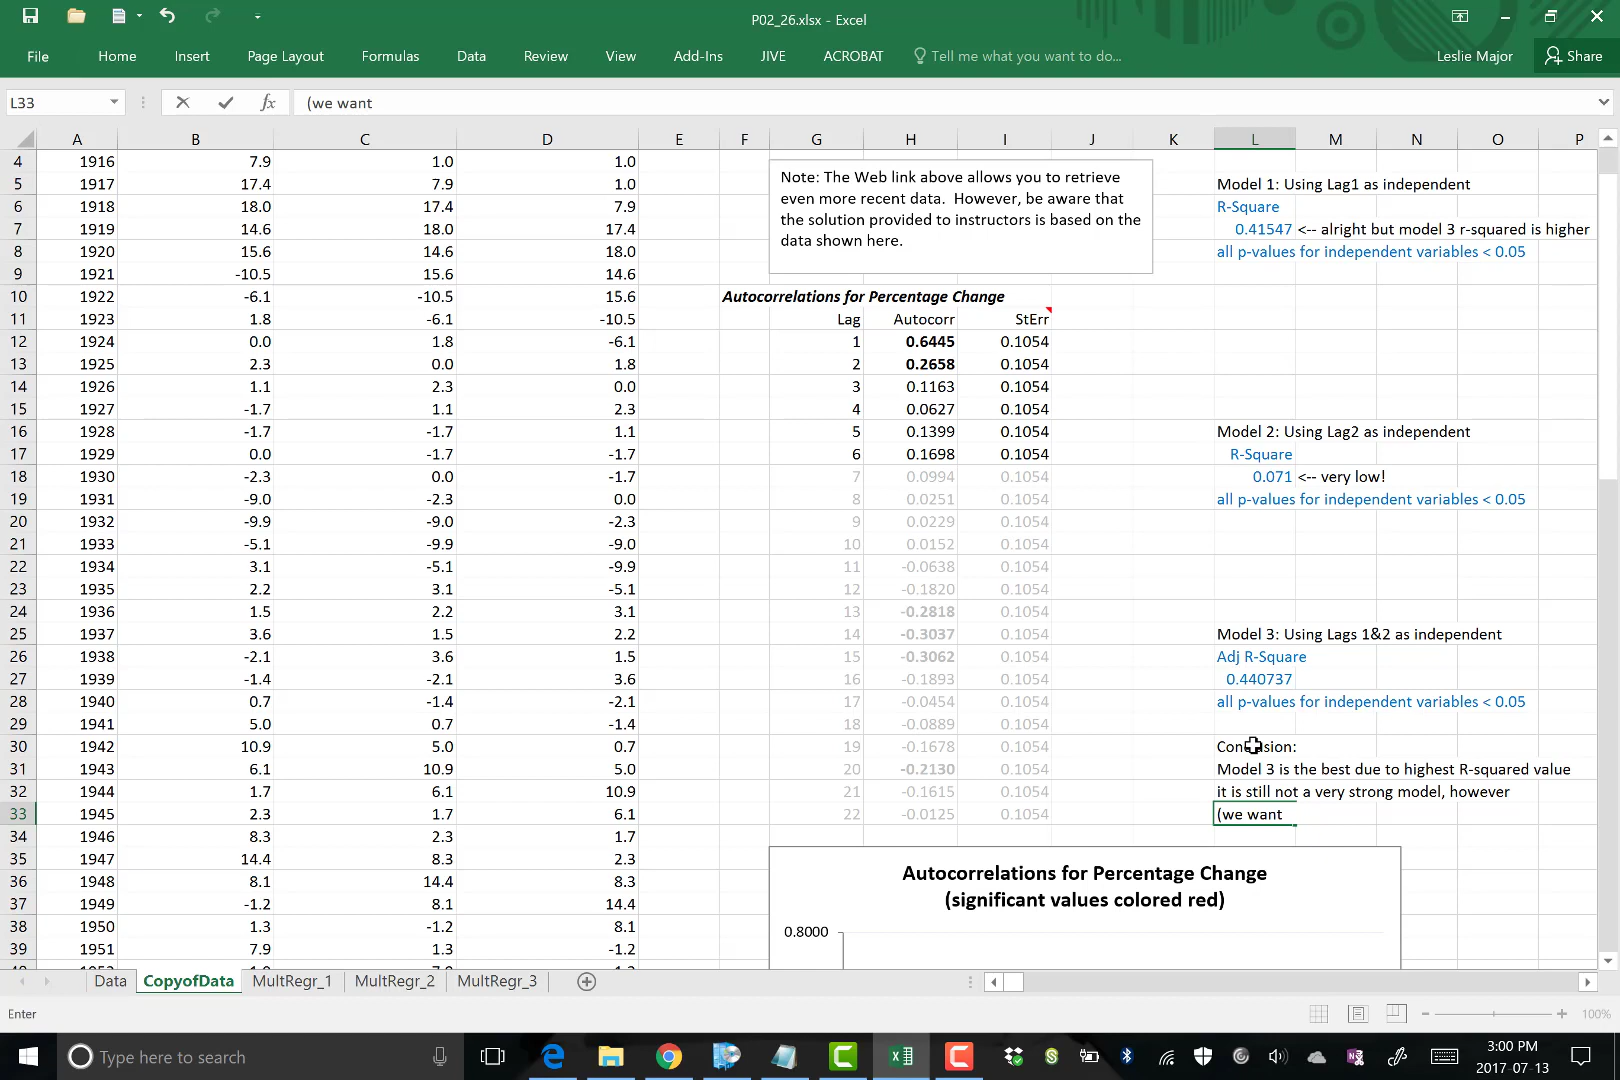 P02_26.xlsx - Excel
File Home Insert Page Layout Formulas Data Review View Add-Ins JIVE ACROBAT Tell me what you want to do... Leslie Major Share
L33 fx (we want
A B C D E F G H I J K L M N O P
4 1916 7.9 1.0 1.0
5 1917 17.4 7.9 1.0
6 1918 18.0 17.4 7.9
7 1919 14.6 18.0 17.4
8 1920 15.6 14.6 18.0
9 1921 -10.5 15.6 14.6
10 1922 -6.1 -10.5 15.6
11 1923 1.8 -6.1 -10.5
12 1924 0.0 1.8 -6.1
13 1925 2.3 0.0 1.8
14 1926 1.1 2.3 0.0
15 1927 -1.7 1.1 2.3
16 1928 -1.7 -1.7 1.1
17 1929 0.0 -1.7 -1.7
18 1930 -2.3 0.0 -1.7
19 1931 -9.0 -2.3 0.0
20 1932 -9.9 -9.0 -2.3
21 1933 -5.1 -9.9 -9.0
22 1934 3.1 -5.1 -9.9
23 1935 2.2 3.1 -5.1
24 1936 1.5 2.2 3.1
25 1937 3.6 1.5 2.2
26 1938 -2.1 3.6 1.5
27 1939 -1.4 -2.1 3.6
28 1940 0.7 -1.4 -2.1
29 1941 5.0 0.7 -1.4
30 1942 10.9 5.0 0.7
31 1943 6.1 10.9 5.0
32 1944 1.7 6.1 10.9
33 1945 2.3 1.7 6.1
34 1946 8.3 2.3 1.7
35 1947 14.4 8.3 2.3
36 1948 8.1 14.4 8.3
37 1949 -1.2 8.1 14.4
38 1950 1.3 -1.2 8.1
39 1951 7.9 1.3 -1.2
Note: The Web link above allows you to retrieve
even more recent data. However, be aware that
the solution provided to instructors is based on the
data shown here.
Autocorrelations for Percentage Change
Lag Autocorr StErr
1 0.6445 0.1054
2 0.2658 0.1054
3 0.1163 0.1054
4 0.0627 0.1054
5 0.1399 0.1054
6 0.1698 0.1054
7 0.0994 0.1054
8 0.0251 0.1054
9 0.0229 0.1054
10 0.0152 0.1054
11 -0.0638 0.1054
12 -0.1820 0.1054
13 -0.2818 0.1054
14 -0.3037 0.1054
15 -0.3062 0.1054
16 -0.1893 0.1054
17 -0.0454 0.1054
18 -0.0889 0.1054
19 -0.1678 0.1054
20 -0.2130 0.1054
21 -0.1615 0.1054
22 -0.0125 0.1054
Autocorrelations for Percentage Change
(significant values colored red)
0.8000
Model 1: Using Lag1 as independent
R-Square
0.41547 <-- alright but model 3 r-squared is higher
all p-values for independent variables < 0.05
Model 2: Using Lag2 as independent
R-Square
0.071 <-- very low!
all p-values for independent variables < 0.05
Model 3: Using Lags 1&2 as independent
Adj R-Square
0.440737
all p-values for independent variables < 0.05
Conclusion:
Model 3 is the best due to highest R-squared value
it is still not a very strong model, however
(we want
Data CopyofData MultRegr_1 MultRegr_2 MultRegr_3
Enter 100%
Type here to search 3:00 PM
2017-07-13